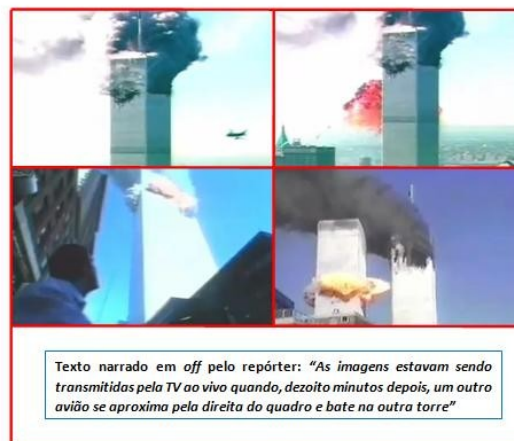 Texto narrado em off pelo repórter: “As imagens estavam sendo
transmitidas pela TV ao vivo quando, dezoito minutos depois, um outro
avião se aproxima pela direita do quadro e bate na outra torre”